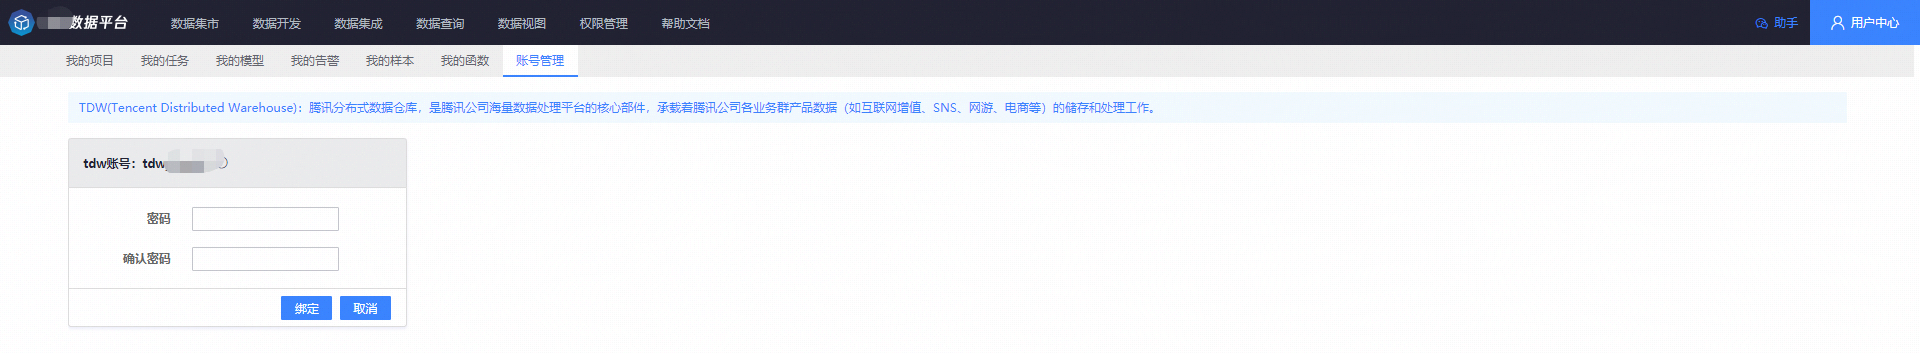 数据平台 数据集市 数据开发 数据集成 数据查询 数据视图 权限管理 帮助文档 助手 用户中心
我的项目 我的任务 我的模型 我的告警 我的样本 我的函数 账号管理
TDW(Tencent Distributed Warehouse)：腾讯分布式数据仓库，是腾讯公司海量数据处理平台的核心部件，承载着腾讯公司各业务群产品数据（如互联网增值、SNS、网游、电商等）的储存和处理工作。
tdw账号：tdw
密码
确认密码
绑定 取消